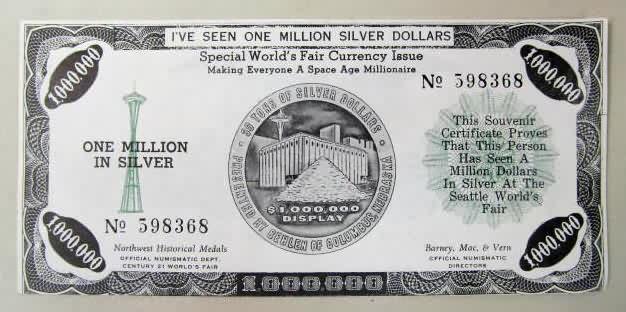 I'VE SEEN ONE MILLION SILVER DOLLARS
Special World's Fair Currency Issue
Making Everyone A Space Age Millionaire
1,000,000
1,000,000
Nº 598368
ONE MILLION
IN SILVER
Nº 598368
Northwest Historical Medals
OFFICIAL NUMISMATIC DEPT.
CENTURY 21 WORLD'S FAIR
30 TONS OF SILVER DOLLARS
PRESENTED BY BEHLEN OF COLUMBUS, NEBRASKA
$1,000,000
DISPLAY
This Souvenir
Certificate Proves
That This Person
Has Seen A
Million Dollars
In Silver At The
Seattle World's
Fair
Barney, Mac, & Vern
OFFICIAL NUMISMATIC
DIRECTORS
1,000,000
1,000,000
1,000,000